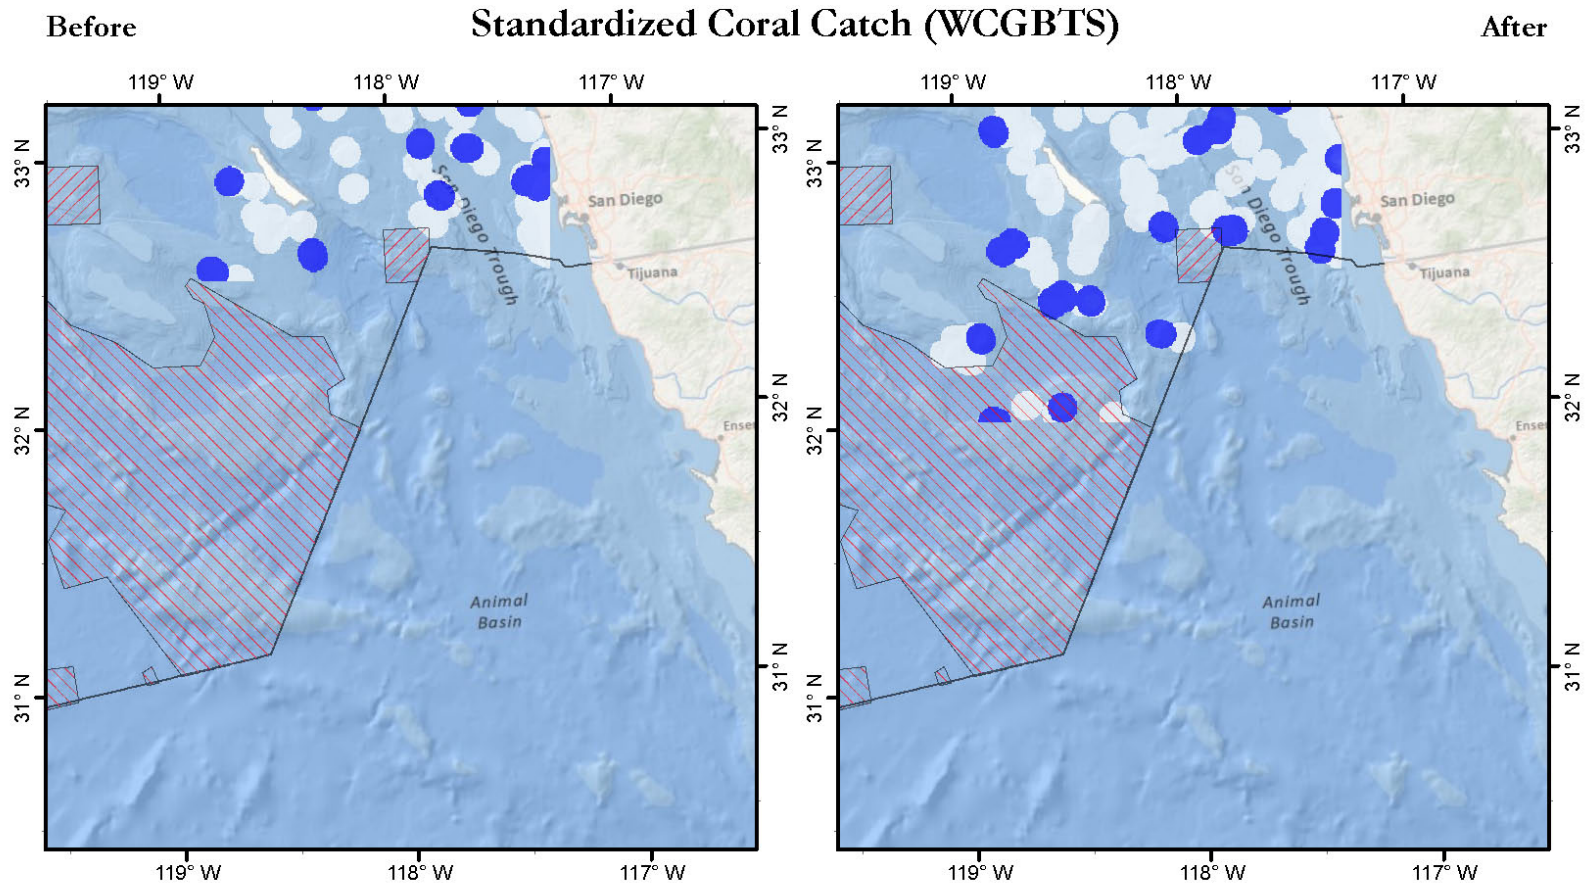 Before
Standardized Coral Catch (WCGBTS)
After
119° W
118° W
117° W
119° W
118° W
117° W
33° N
33° N
33° N
33° N
San Diego
San Diego
San Diego Trough
San Diego Trough
Tijuana
Tijuana
32° N
32° N
32° N
32° N
Ense
Ense
Animal
Basin
Animal
Basin
31° N
31° N
31° N
31° N
119° W
118° W
117° W
119° W
118° W
117° W